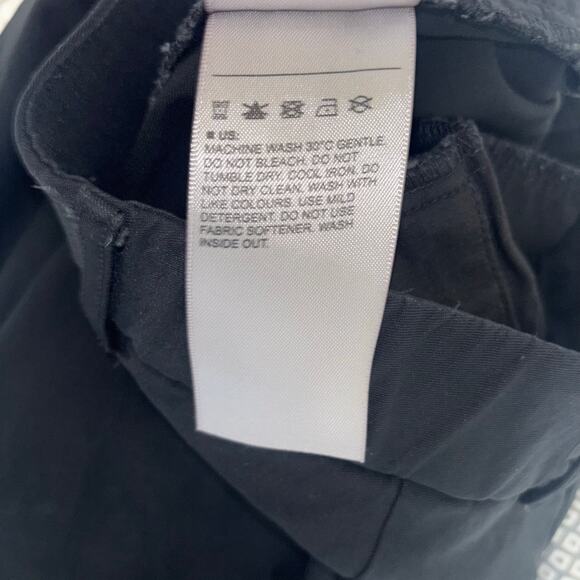 ■ US.
MACHINE WASH 30°C GENTLE.
DO NOT BLEACH. DO NOT
TUMBLE DRY. COOL IRON. DO
NOT DRY CLEAN. WASH WITH
LIKE COLOURS. USE MILD
DETERGENT. DO NOT USE
FABRIC SOFTENER. WASH
INSIDE OUT.